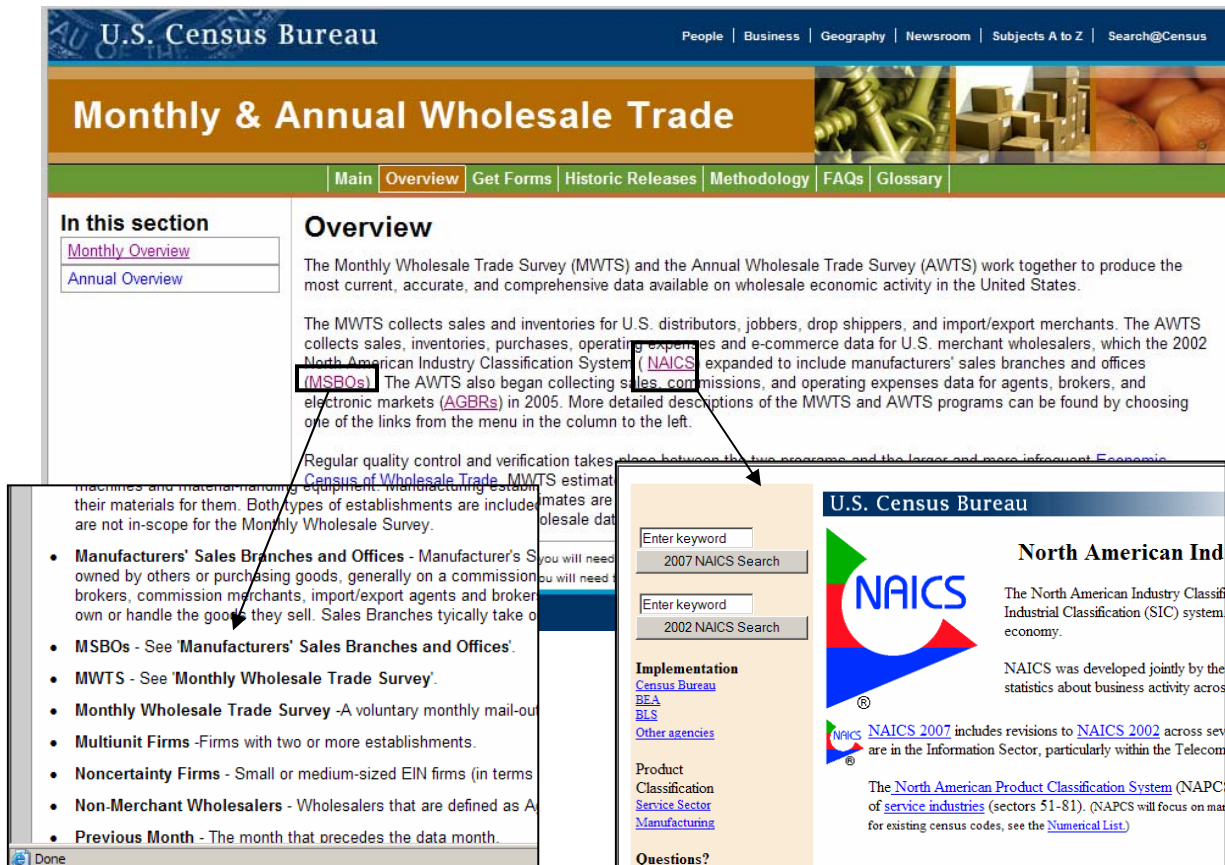 U.S. Census Bureau
People | Business | Geography | Newsroom | Subjects A to Z | Search@Census
Monthly & Annual Wholesale Trade
Main | Overview | Get Forms | Historic Releases | Methodology | FAQs | Glossary
In this section
Monthly Overview
Annual Overview
Overview
The Monthly Wholesale Trade Survey (MWTS) and the Annual Wholesale Trade Survey (AWTS) work together to produce the
most current, accurate, and comprehensive data available on wholesale economic activity in the United States.
The MWTS collects sales and inventories for U.S. distributors, jobbers, drop shippers, and import/export merchants. The AWTS
collects sales, inventories, purchases, operating expenses and e-commerce data for U.S. merchant wholesalers, which the 2002
North American Industry Classification System ( NAICS) expanded to include manufacturers' sales branches and offices
(MSBOs). The AWTS also began collecting sales, commissions, and operating expenses data for agents, brokers, and
electronic markets (AGBRs) in 2005. More detailed descriptions of the MWTS and AWTS programs can be found by choosing
one of the links from the menu in the column to the left.
Regular quality control and verification takes place between the two programs and the larger and more infrequent Economic
Census of Wholesale Trade. MWTS estimat
imates are
olesale dat
you will need
ou will need t
machines and material-handling equipment. Manufacturing establi
their materials for them. Both types of establishments are included
are not in-scope for the Monthly Wholesale Survey.
• Manufacturers' Sales Branches and Offices - Manufacturer's S
owned by others or purchasing goods, generally on a commission
brokers, commission merchants, import/export agents and broker
own or handle the goods they sell. Sales Branches tyically take o
• MSBOs - See 'Manufacturers' Sales Branches and Offices'.
• MWTS - See 'Monthly Wholesale Trade Survey'.
• Monthly Wholesale Trade Survey -A voluntary monthly mail-out
• Multiunit Firms -Firms with two or more establishments.
• Noncertainty Firms - Small or medium-sized EIN firms (in terms
• Non-Merchant Wholesalers - Wholesalers that are defined as A
• Previous Month - The month that precedes the data month.
Done
Enter keyword
2007 NAICS Search
Enter keyword
2002 NAICS Search
Implementation
Census Bureau
BEA
BLS
Other agencies
Product
Classification
Service Sector
Manufacturing
Questions?
U.S. Census Bureau
NAICS
®
North American Ind
The North American Industry Classif
Industrial Classification (SIC) system
economy.
NAICS was developed jointly by the
statistics about business activity acros
NAICS
®
NAICS 2007 includes revisions to NAICS 2002 across sev
are in the Information Sector, particularly within the Telecom
The North American Product Classification System (NAPC
of service industries (sectors 51-81). (NAPCS will focus on mar
for existing census codes, see the Numerical List.)